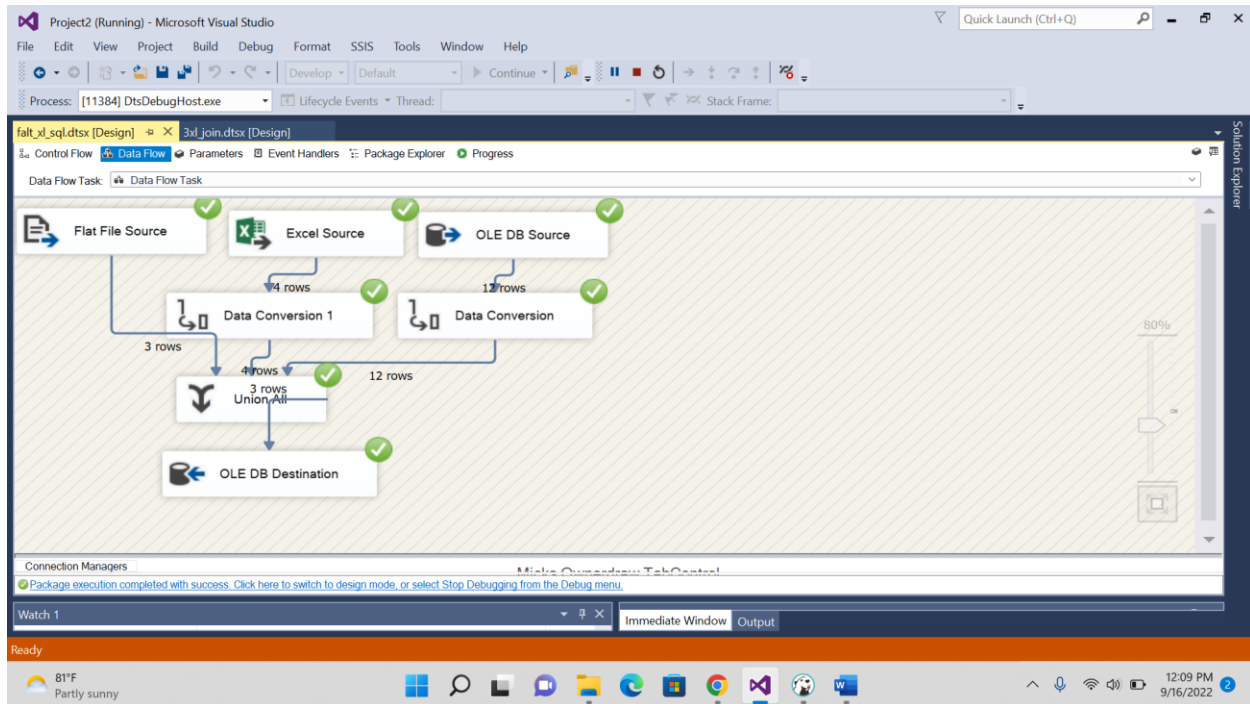 Project2 (Running) - Microsoft Visual Studio
Quick Launch (Ctrl+Q)
File Edit View Project Build Debug Format SSIS Tools Window Help
Develop Default Continue
Process: [11384] DtsDebugHost.exe Lifecycle Events Thread: Stack Frame:
falt_xl_sql.dtsx [Design] 3xl_join.dtsx [Design]
Solution Explorer
Control Flow Data Flow Parameters Event Handlers Package Explorer Progress
Data Flow Task: Data Flow Task
Flat File Source
Excel Source
OLE DB Source
4 rows
12 rows
Data Conversion 1
Data Conversion
80%
3 rows
4 rows
12 rows
3 rows
Union All
OLE DB Destination
Connection Managers
Package execution completed with success. Click here to switch to design mode, or select Stop Debugging from the Debug menu.
Watch 1
Immediate Window Output
Ready
81°F
Partly sunny
12:09 PM
9/16/2022
2